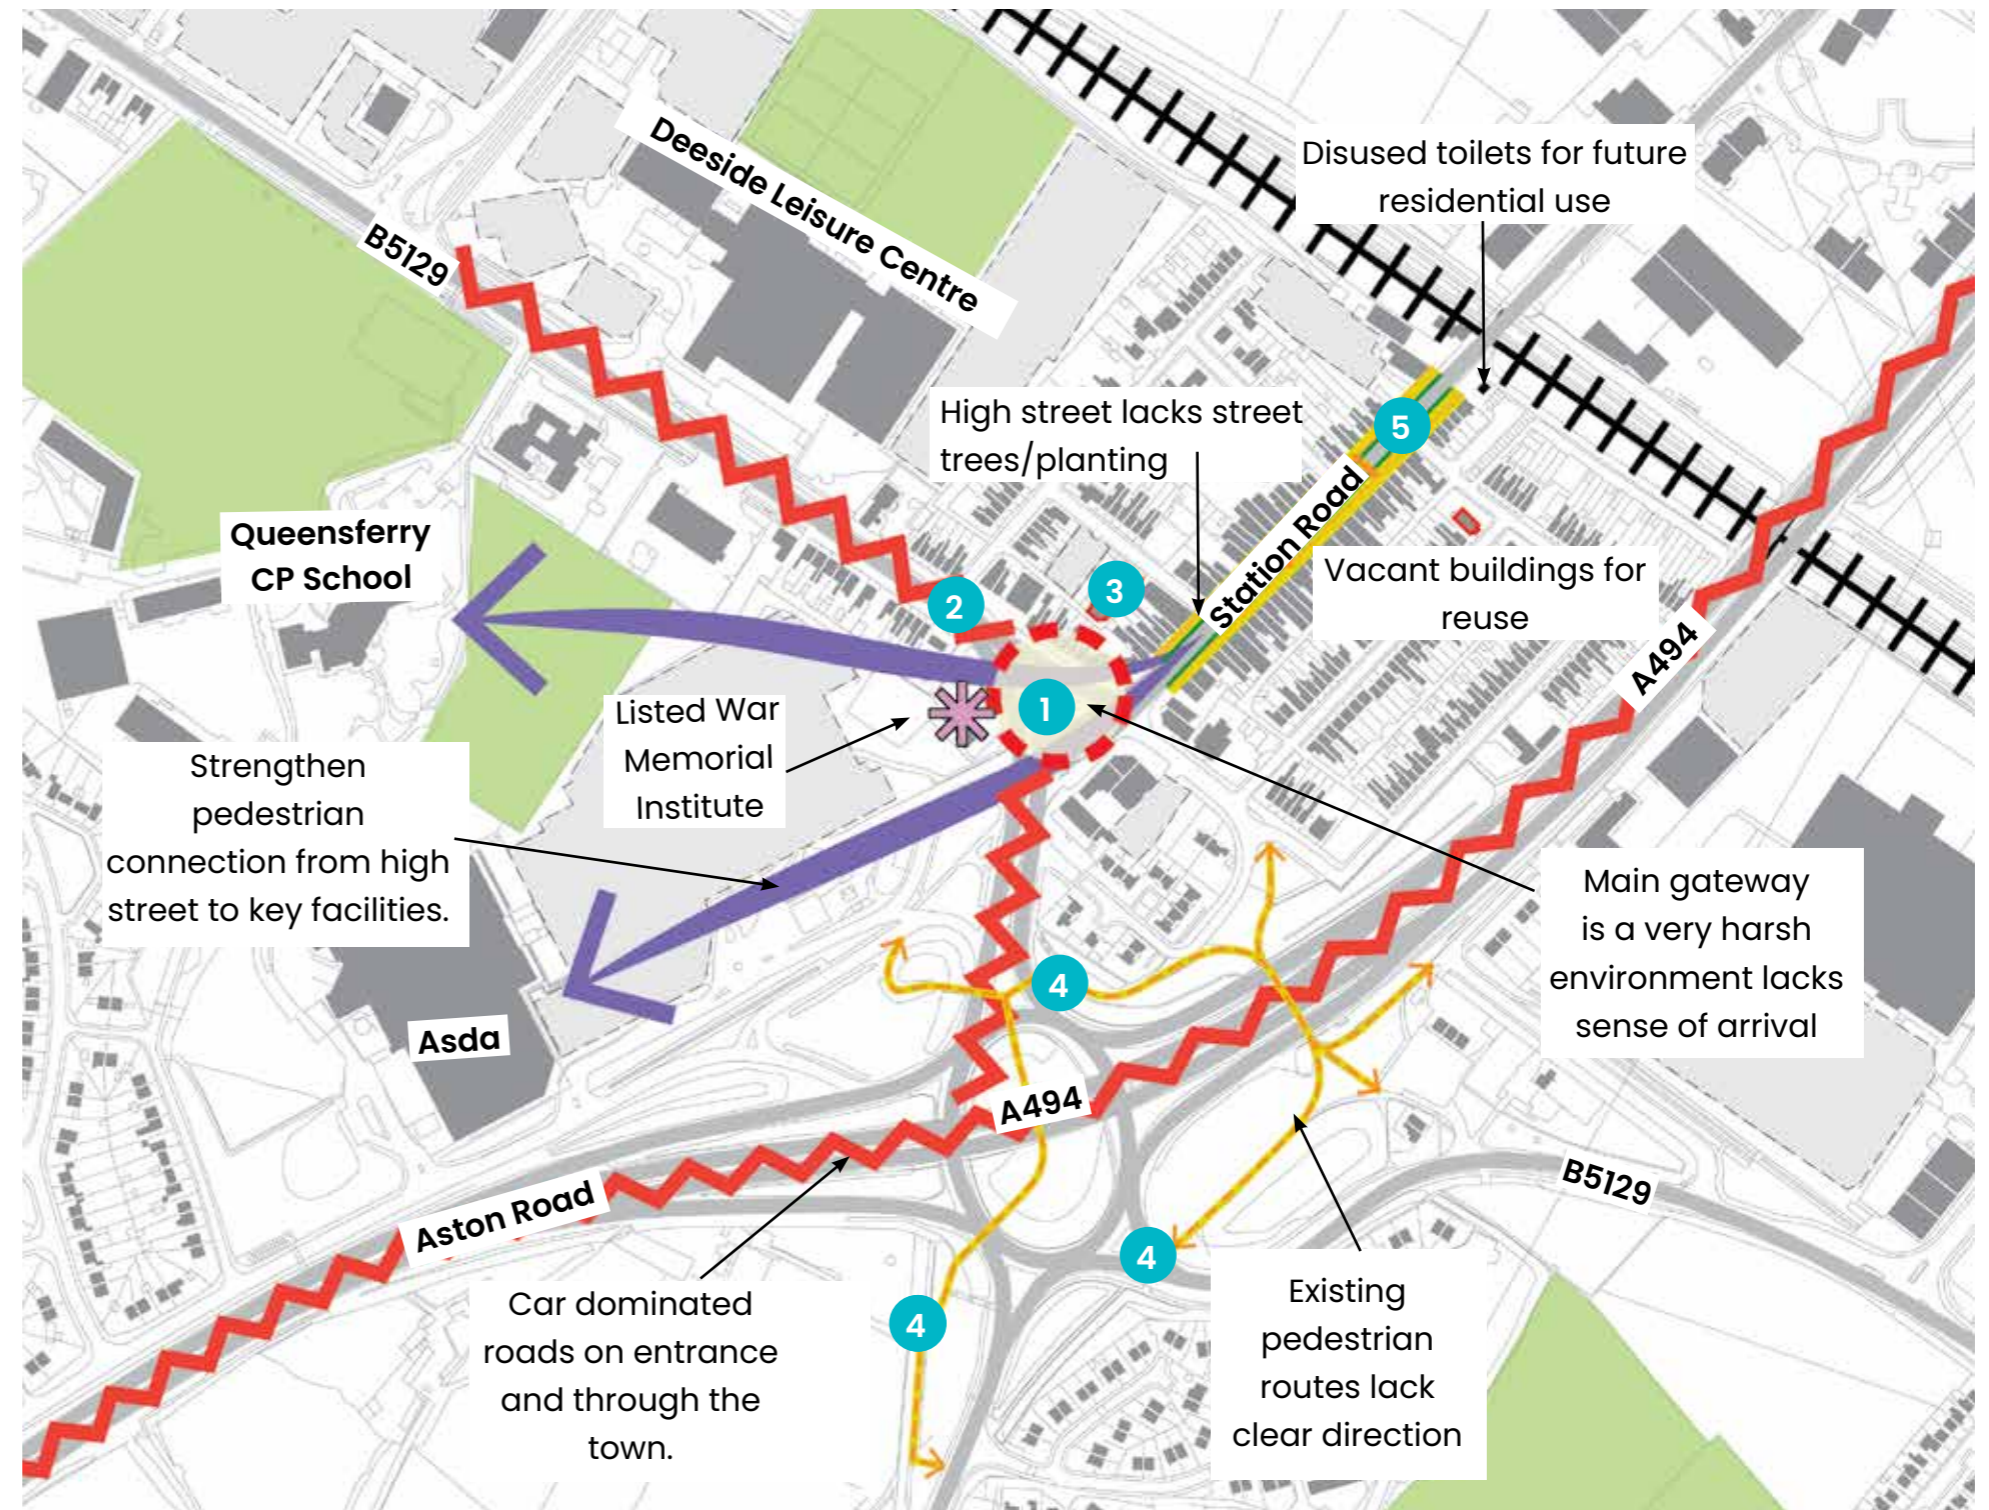 Deeside Leisure Centre
Disused toilets for future
residential use
B5129
High street lacks street
trees/planting
5
Station Road
Queensferry
CP School
Vacant buildings for
reuse
2
3
A494
1
Listed War
Memorial
Institute
Strengthen
pedestrian
connection from high
street to key facilities.
Main gateway
is a very harsh
environment lacks
sense of arrival
4
Asda
A494
B5129
Aston Road
4
Car dominated
roads on entrance
and through the
town.
4
Existing
pedestrian
routes lack
clear direction